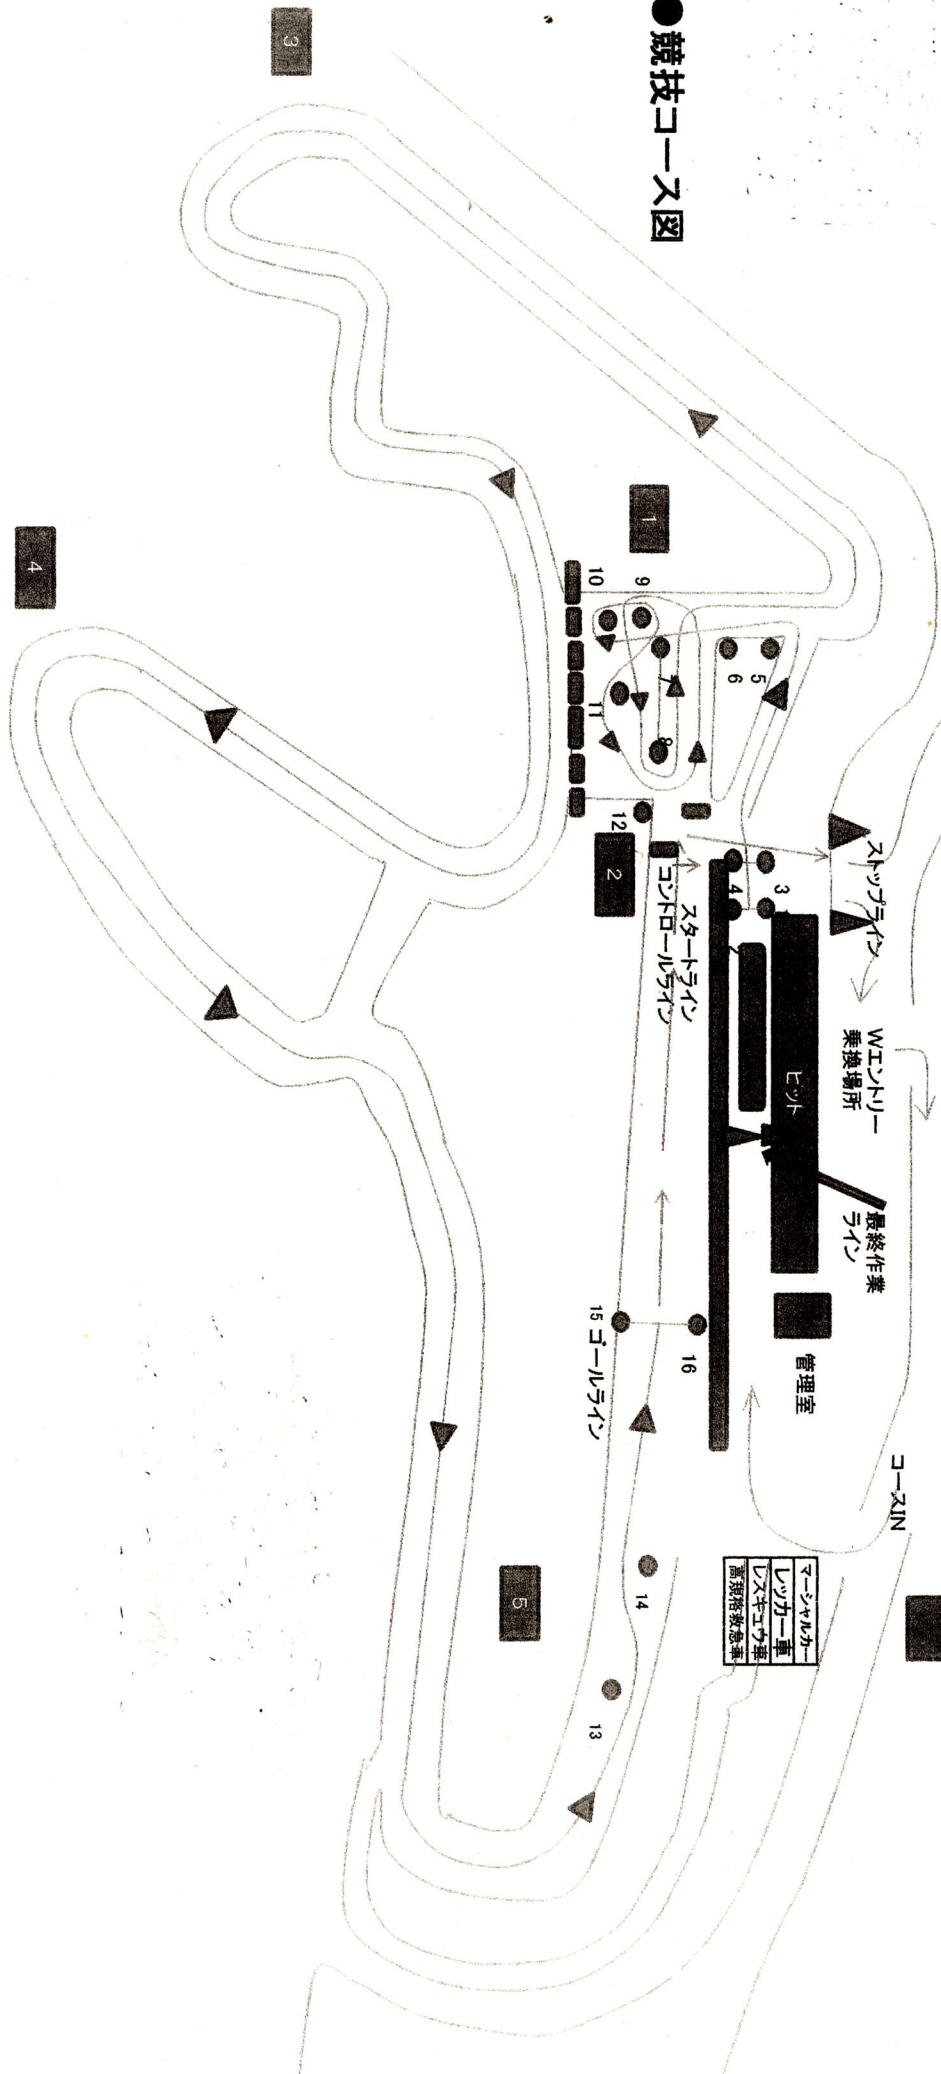 ●競技コース図
3
4
1
10
9
7
8
11
6
5
12
2
3
4
2
ストップライン
スタートライン
コントロールライン
Wエントリー
乗換場所
ピット
最終作業
ライン
管理室
15 ゴールライン
16
コースIN
マーシャルカー
レッカー車
レスキュウ車
高規格救急車
14
5
13